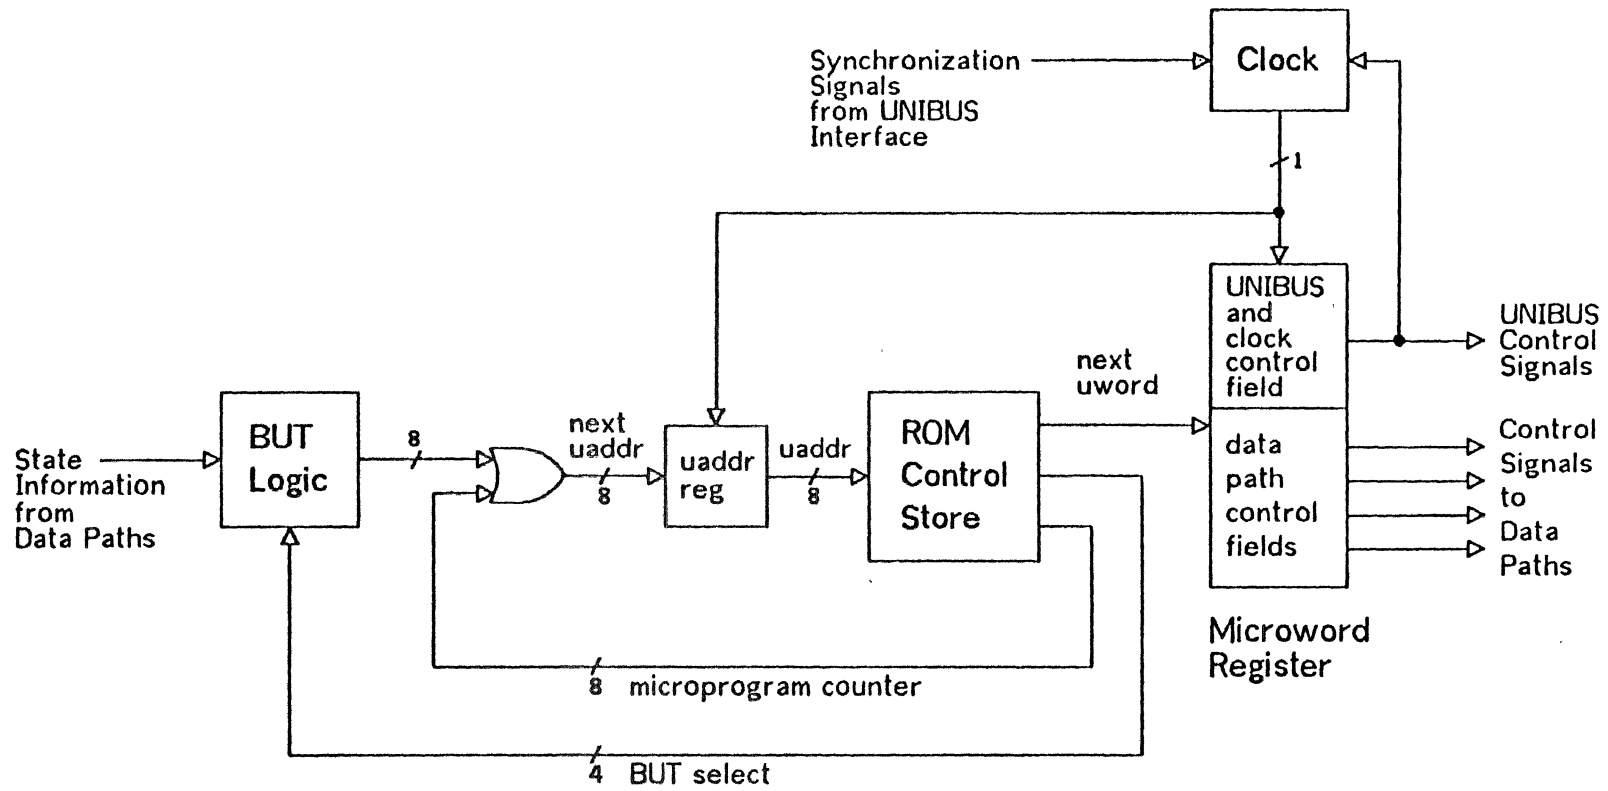 Clock
Synchronization
Signals
from UNIBUS
Interface
1
UNIBUS
and
clock
control
field
UNIBUS
Control
Signals
next
uword
BUT
Logic
8
next
uaddr
8
uaddr
reg
uaddr
8
ROM
Control
Store
data
path
control
fields
Control
Signals
to
Data
Paths
State
Information
from
Data Paths
Microword
Register
8 microprogram counter
4 BUT select